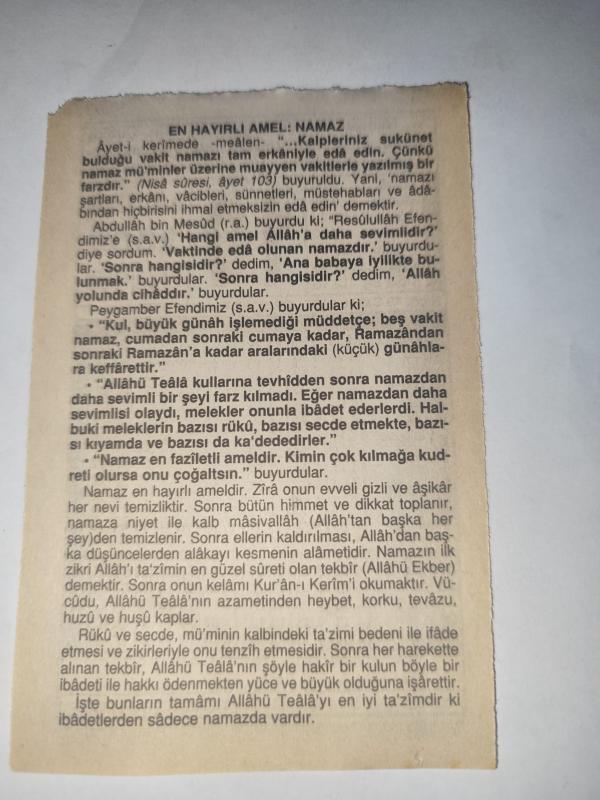 EN HAYIRLI AMEL: NAMAZ
Âyet-i kerîmede -meâlen- “...Kalpleriniz sukûnet
bulduğu vakit namazı tam erkâniyle edâ edin. Çünkü
namaz mü'minler üzerine muayyen vakitlerle yazılmış bir
farzdır.” (Nisâ sûresi, âyet 103) buyuruldu. Yani, 'namazı
şartları, erkânı, vâcibleri, sünnetleri, müstehabları ve âdâ-
bından hiçbirisini ihmal etmeksizin edâ edin' demektir.
Abdullâh bin Mesûd (r.a.) buyurdu ki; “Resûlullâh Efen-
dimiz'e (s.a.v.) 'Hangi amel Allâh'a daha sevimlidir?'
diye sordum. 'Vaktinde edâ olunan namazdır.' buyurdu-
lar. 'Sonra hangisidir?' dedim, 'Ana babaya iyilikte bu-
lunmak.' buyurdular. 'Sonra hangisidir?' dedim, 'Allâh
yolunda cihâddır.' buyurdular.
Peygamber Efendimiz (s.a.v.) buyurdular ki;
• “Kul, büyük günâh işlemediği müddetçe; beş vakit
namaz, cumadan sonraki cumaya kadar, Ramazândan
sonraki Ramazân'a kadar aralarındaki (küçük) günâhla-
ra keffârettir.”
• “Allâhü Teâlâ kullarına tevhîdden sonra namazdan
daha sevimli bir şeyi farz kılmadı. Eğer namazdan daha
sevimlisi olaydı, melekler onunla ibâdet ederlerdi. Hal-
buki meleklerin bazısı rükû, bazısı secde etmekte, bazı-
sı kıyamda ve bazısı da ka'dededirler.”
• “Namaz en fazîletli ameldir. Kimin çok kılmağa kud-
reti olursa onu çoğaltsın.” buyurdular.
Namaz en hayırlı ameldir. Zîrâ onun evveli gizli ve âşikâr
her nevi temizliktir. Sonra bütün himmet ve dikkat toplanır,
namaza niyet ile kalb mâsivallâh (Allâh'tan başka her
şey)den temizlenir. Sonra ellerin kaldırılması, Allâh'dan baş-
ka düşüncelerden alâkayı kesmenin alâmetidir. Namazın ilk
zikri Allâh'ı ta'zîmin en güzel sûreti olan tekbîr (Allâhü Ekber)
demektir. Sonra onun kelâmı Kur'ân-ı Kerîm'i okumaktır. Vü-
cûdu, Allâhü Teâlâ'nın azametinden heybet, korku, tevâzu,
huzû ve huşû kaplar.
Rükû ve secde, mü'minin kalbindeki ta'zimi bedeni ile ifâde
etmesi ve zikirleriyle onu tenzîh etmesidir. Sonra her harekette
alınan tekbîr, Allâhü Teâlâ'nın şöyle hakîr bir kulun böyle bir
ibâdeti ile hakkı ödenmekten yüce ve büyük olduğuna işârettir.
İşte bunların tamâmı Allâhü Teâlâ'yı en iyi ta'zîmdir ki
ibâdetlerden sâdece namazda vardır.